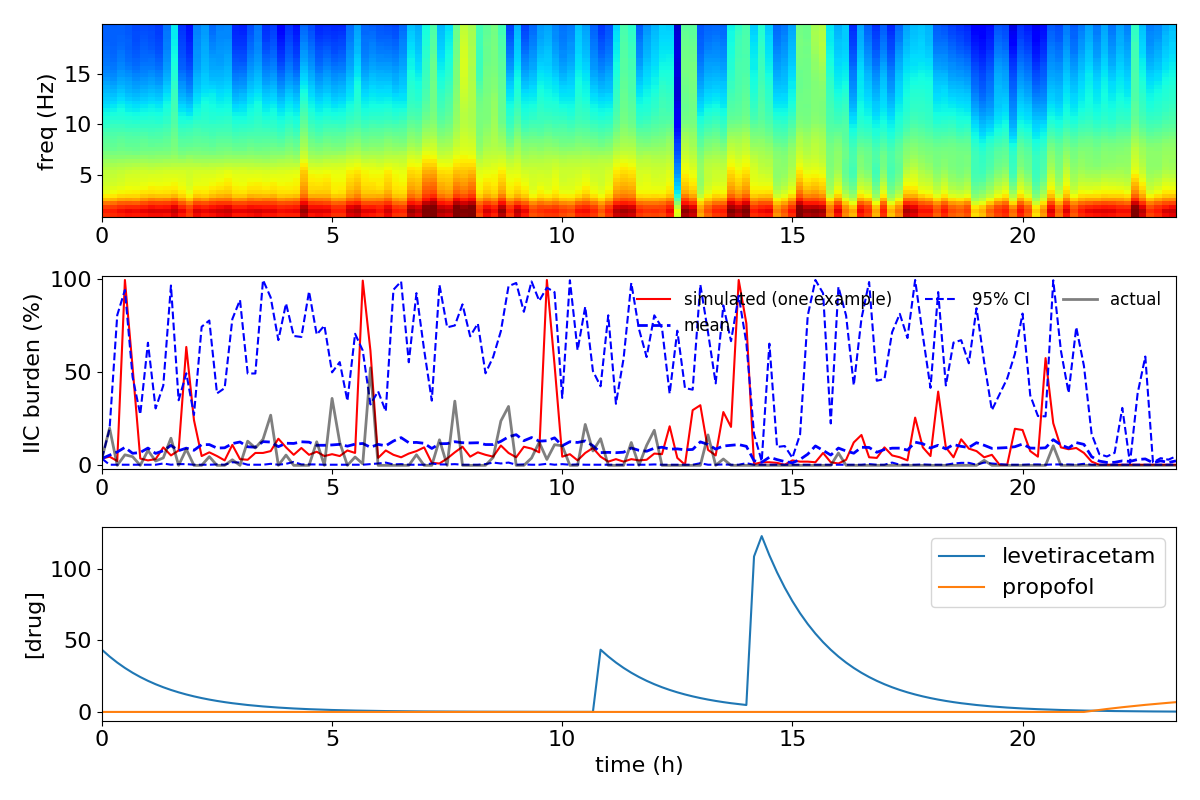 freq (Hz)
15
10
5
0 5 10 15 20
IIC burden (%)
100
50
0
simulated (one example) 95% CI actual
mean
0 5 10 15 20
[drug]
100
50
0
levetiracetam
propofol
0 5 10 15 20
time (h)